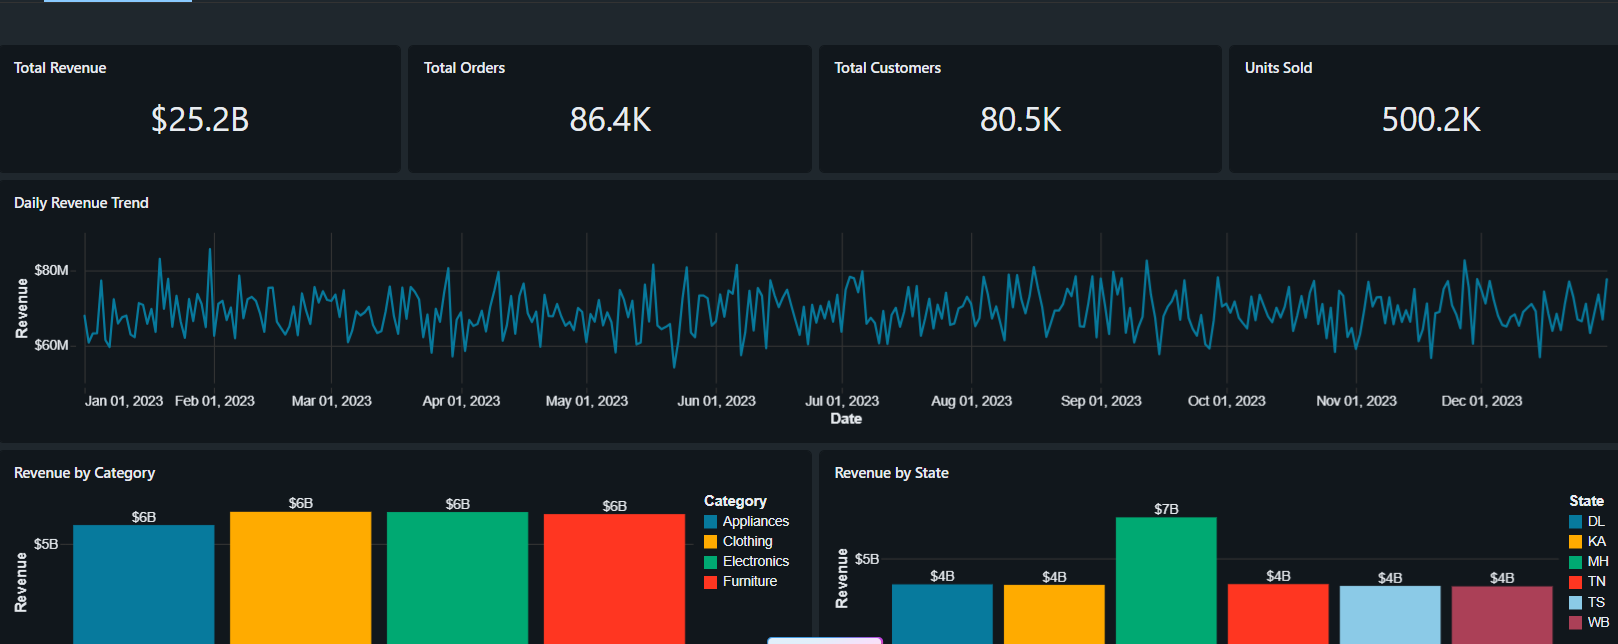 Total Revenue
$25.2B
Total Orders
86.4K
Total Customers
80.5K
Units Sold
500.2K
Daily Revenue Trend
Revenue
$80M
$60M
Jan 01, 2023
Feb 01, 2023
Mar 01, 2023
Apr 01, 2023
May 01, 2023
Jun 01, 2023
Jul 01, 2023
Aug 01, 2023
Sep 01, 2023
Oct 01, 2023
Nov 01, 2023
Dec 01, 2023
Date
Revenue by Category
Revenue
$5B
$6B
$6B
$6B
$6B
Category
Appliances
Clothing
Electronics
Furniture
Revenue by State
Revenue
$5B
$4B
$4B
$7B
$4B
$4B
$4B
State
DL
KA
MH
TN
TS
WB